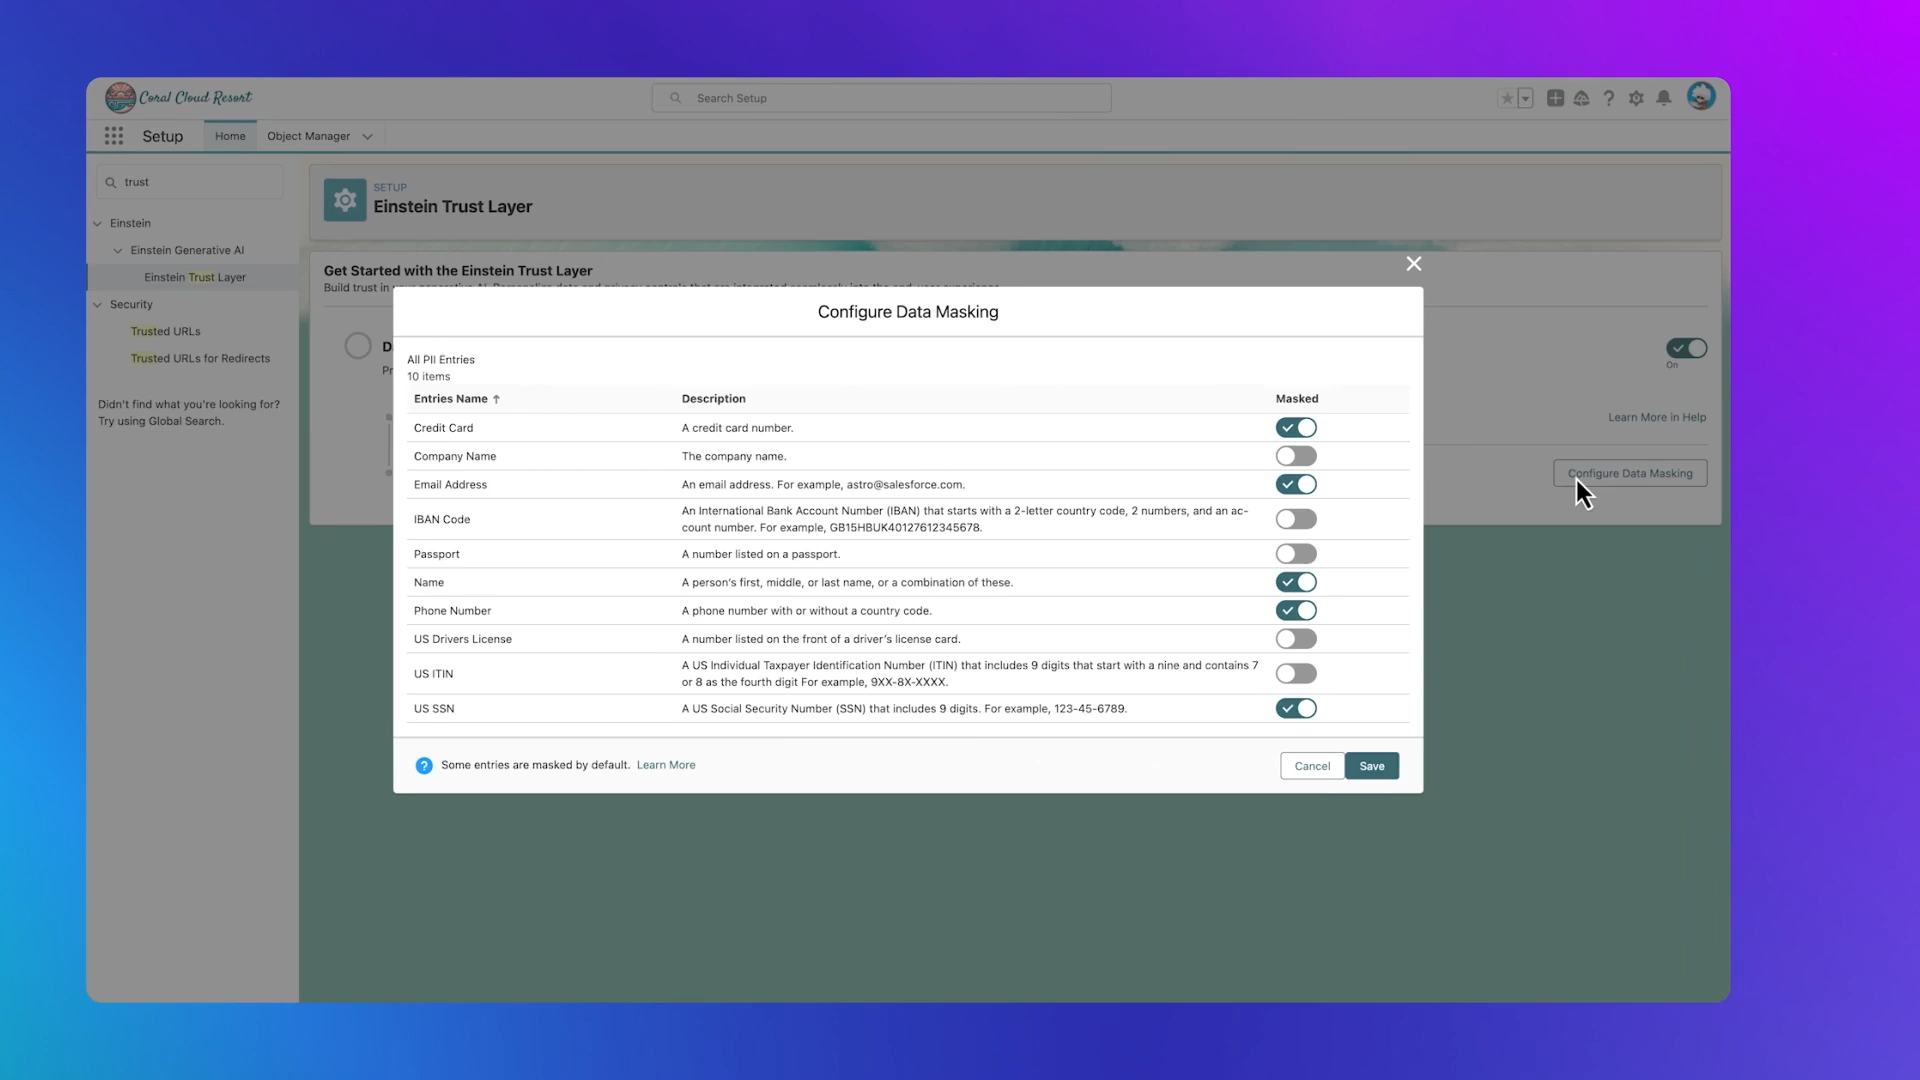 Coral Cloud Resort
Search Setup
Setup
Home
Object Manager
trust
Einstein
Einstein Generative AI
Einstein Trust Layer
Security
Trusted URLs
Trusted URLs for Redirects
Didn't find what you're looking for?
Try using Global Search.
SETUP
Einstein Trust Layer
Get Started with the Einstein Trust Layer
Build trust in
D
Pr
On
Learn More in Help
Configure Data Masking
Configure Data Masking
All PII Entries
10 items
Entries Name Description Masked
Credit Card A credit card number.
Company Name The company name.
Email Address An email address. For example, astro@salesforce.com.
IBAN Code An International Bank Account Number (IBAN) that starts with a 2-letter country code, 2 numbers, and an ac-
count number. For example, GB15HBUK40127612345678.
Passport A number listed on a passport.
Name A person's first, middle, or last name, or a combination of these.
Phone Number A phone number with or without a country code.
US Drivers License A number listed on the front of a driver's license card.
US ITIN A US Individual Taxpayer Identification Number (ITIN) that includes 9 digits that start with a nine and contains 7
or 8 as the fourth digit For example, 9XX-8X-XXXX.
US SSN A US Social Security Number (SSN) that includes 9 digits. For example, 123-45-6789.
Some entries are masked by default. Learn More
Cancel
Save